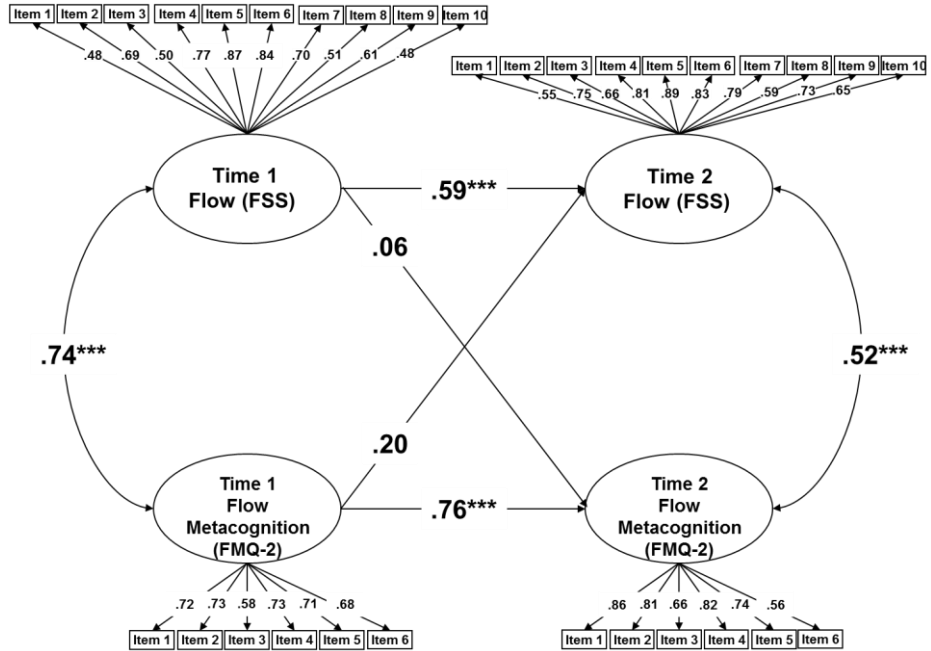 Item 1 Item 2 Item 3 Item 4 Item 5 Item 6 Item 7 Item 8 Item 9 Item 10
.48 .69 .50 .77 .87 .84 .70 .51 .61 .48
Item 1 Item 2 Item 3 Item 4 Item 5 Item 6 Item 7 Item 8 Item 9 Item 10
.55 .75 .66 .81 .89 .83 .79 .59 .73 .65
Time 1
Flow (FSS)
.59***
Time 2
Flow (FSS)
.06
.74***
.52***
.20
Time 1
Flow
Metacognition
(FMQ-2)
.76***
Time 2
Flow
Metacognition
(FMQ-2)
.72 .73 .58 .73 .71 .68
Item 1 Item 2 Item 3 Item 4 Item 5 Item 6
.86 .81 .66 .82 .74 .56
Item 1 Item 2 Item 3 Item 4 Item 5 Item 6